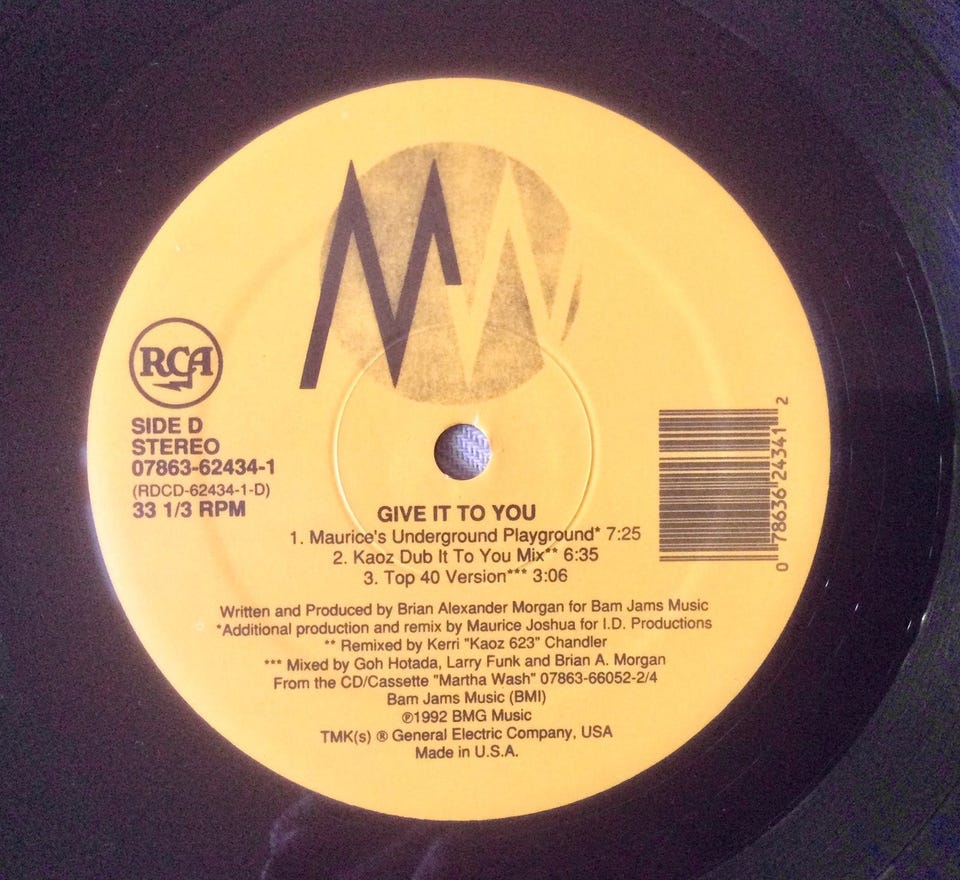 MW
RCA
SIDE D
STEREO
07863-62434-1
(RDCD-62434-1-D)
33 1/3 RPM
0 78636 24341 2
GIVE IT TO YOU
1. Maurice's Underground Playground* 7:25
2. Kaoz Dub It To You Mix** 6:35
3. Top 40 Version*** 3:06
Written and Produced by Brian Alexander Morgan for Bam Jams Music
*Additional production and remix by Maurice Joshua for I.D. Productions
** Remixed by Kerri "Kaoz 623" Chandler
*** Mixed by Goh Hotada, Larry Funk and Brian A. Morgan
From the CD/Cassette "Martha Wash" 07863-66052-2/4
Bam Jams Music (BMI)
℗1992 BMG Music
TMK(s) ® General Electric Company, USA
Made in U.S.A.